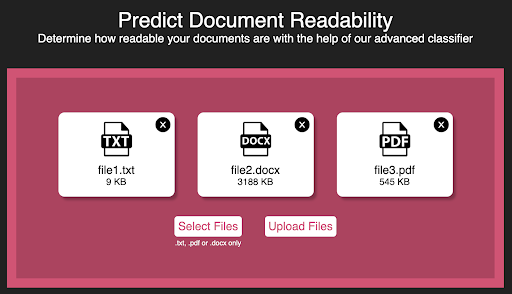 Predict Document Readability
Determine how readable your documents are with the help of our advanced classifier
X X X
TXT DOCX PDF
file1.txt file2.docx file3.pdf
9 KB 3188 KB 545 KB
Select Files Upload Files
.txt, .pdf or .docx only